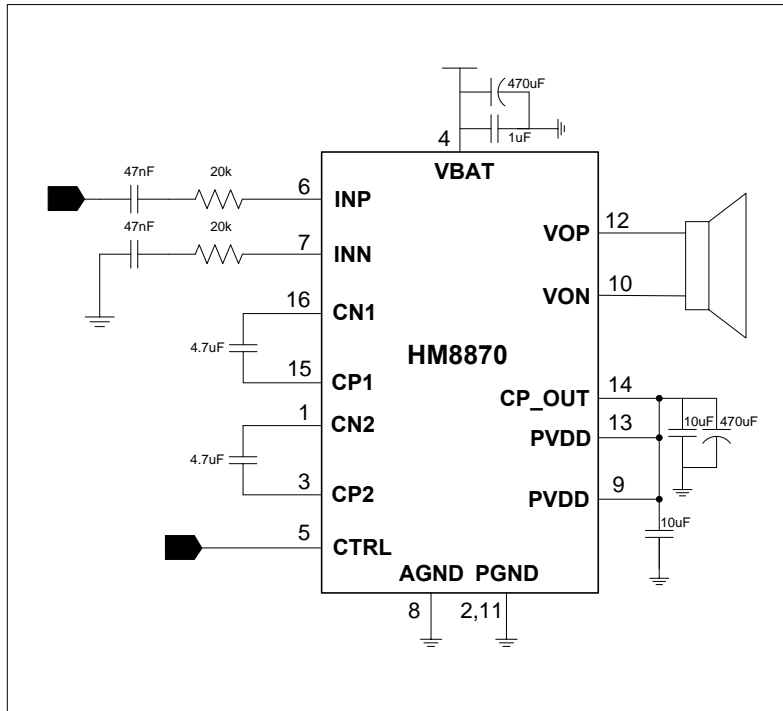 470uF
1uF
4
VBAT
47nF 20k
6 INP
47nF 20k
7 INN
16 CN1
4.7uF
15 CP1
1 CN2
4.7uF
3 CP2
5 CTRL
HM8870
VOP 12
VON 10
CP_OUT 14
PVDD 13
10uF 470uF
PVDD 9
10uF
AGND PGND
8 2,11